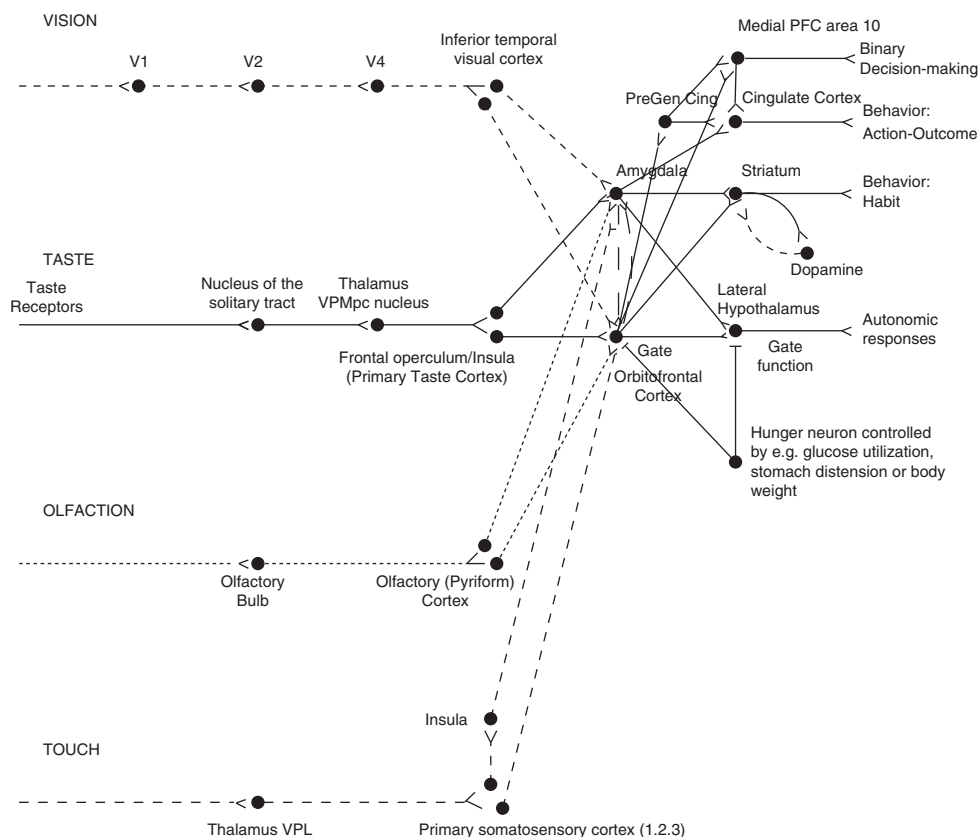 VISION
V1
V2
V4
Inferior temporal
visual cortex
Medial PFC area 10
Binary
Decision-making
PreGen Cing
Cingulate Cortex
Behavior:
Action-Outcome
Amygdala
Striatum
Behavior:
Habit
Dopamine
TASTE
Taste
Receptors
Nucleus of the
solitary tract
Thalamus
VPMpc nucleus
Frontal operculum/Insula
(Primary Taste Cortex)
Gate
Orbitofrontal
Cortex
Lateral
Hypothalamus
Gate
function
Autonomic
responses
Hunger neuron controlled
by e.g. glucose utilization,
stomach distension or body
weight
OLFACTION
Olfactory
Bulb
Olfactory (Pyriform)
Cortex
Insula
TOUCH
Thalamus VPL
Primary somatosensory cortex (1.2.3)